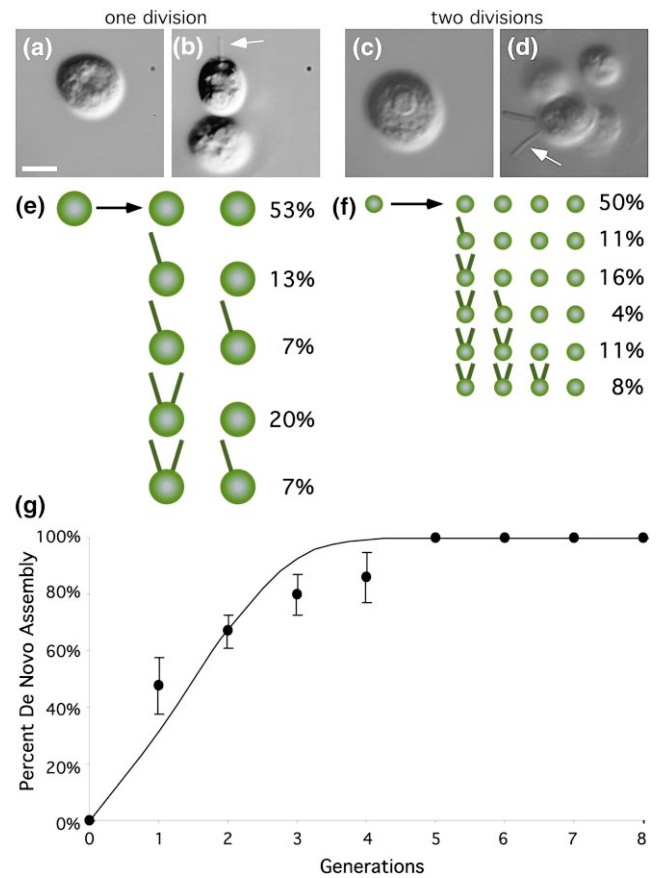 one division
two divisions
(a)
(b)
(c)
(d)
(e)
53%
13%
7%
20%
7%
(f)
50%
11%
16%
4%
11%
8%
(g)
Percent De Novo Assembly
100%
80%
60%
40%
20%
0%
0 1 2 3 4 5 6 7 8
Generations